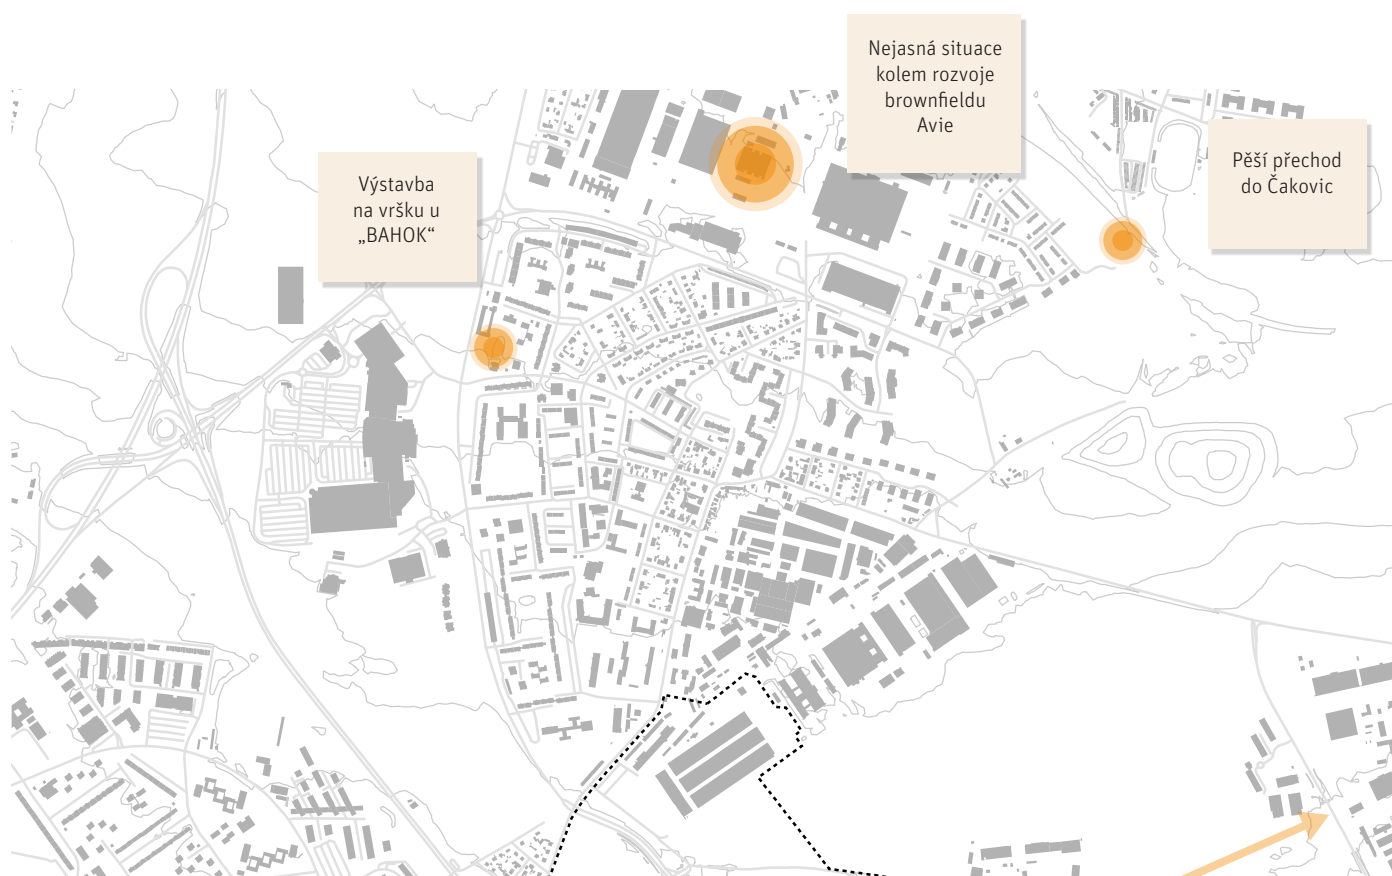 Nejasná situace
kolem rozvoje
brownfieldu
Avie
Pěší přechod
do Čakovic
Výstavba
na vršku u
„BAHOK“